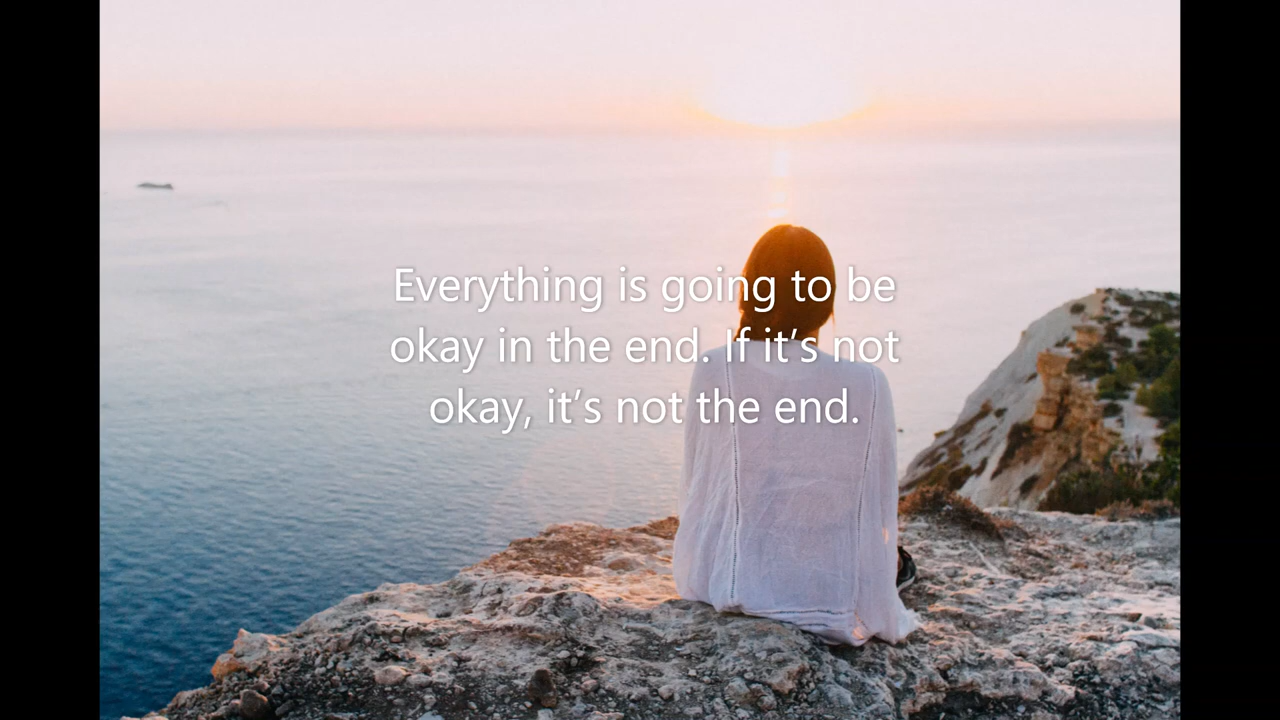 Everything is going to be
okay in the end. If it’s not
okay, it’s not the end.